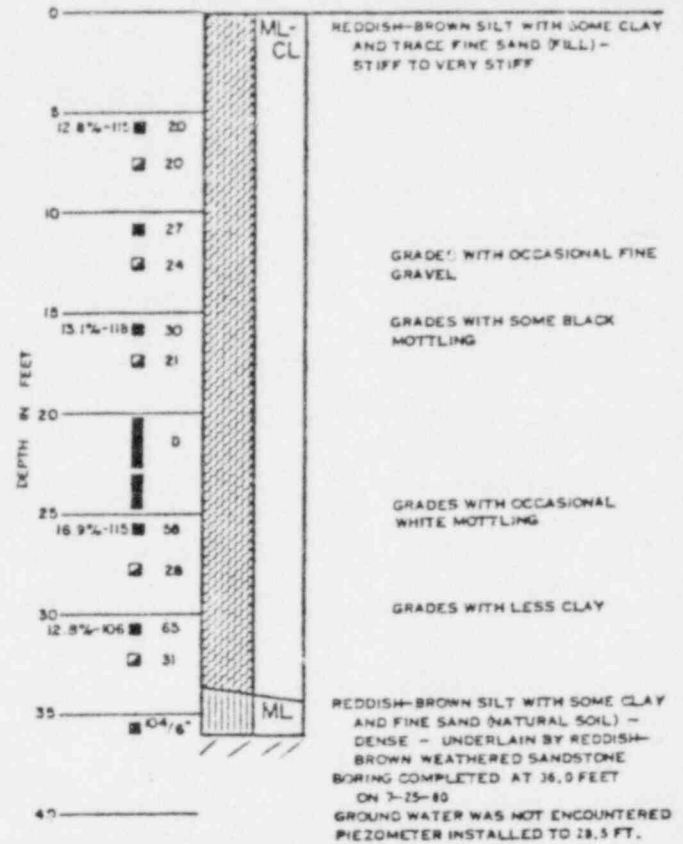 0
ML-
CL
REDDISH-BROWN SILT WITH SOME CLAY
AND TRACE FINE SAND (FILL) -
STIFF TO VERY STIFF
5
12.8%-115 20
20
10
27
24
GRADES WITH OCCASIONAL FINE
GRAVEL
15
13.1%-118 30
21
GRADES WITH SOME BLACK
MOTTLING
DEPTH IN FEET
20
D
25
16.9%-115 58
28
GRADES WITH OCCASIONAL
WHITE MOTTLING
30
12.8%-106 65
31
GRADES WITH LESS CLAY
35
104/6"
ML
REDDISH-BROWN SILT WITH SOME CLAY
AND FINE SAND (NATURAL SOIL) -
DENSE - UNDERLAIN BY REDDISH-
BROWN WEATHERED SANDSTONE
BORING COMPLETED AT 36.0 FEET
ON 7-25-80
40
GROUND WATER WAS NOT ENCOUNTERED
PIEZOMETER INSTALLED TO 28.5 FT.